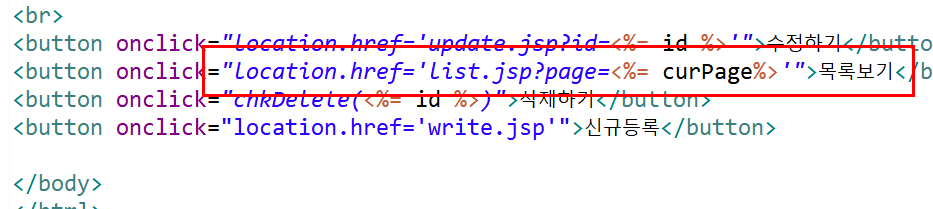 <br>
<button onclick="location.href='update.jsp?id=<%= id %>'">수정하기</butto
<button onclick="location.href='list.jsp?page=<%= curPage%>'">목록보기</b
<button onclick="chkDelete(<%= id %>)">삭제하기</button>
<button onclick="location.href='write.jsp'">신규등록</button>
</body>
</html>